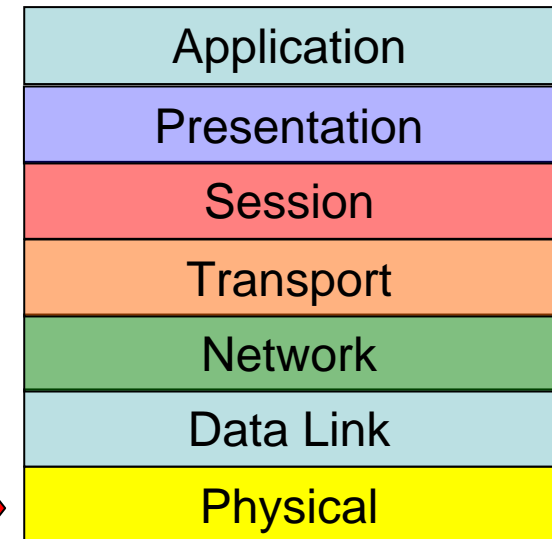 Application
Presentation
Session
Transport
Network
Data Link
Physical